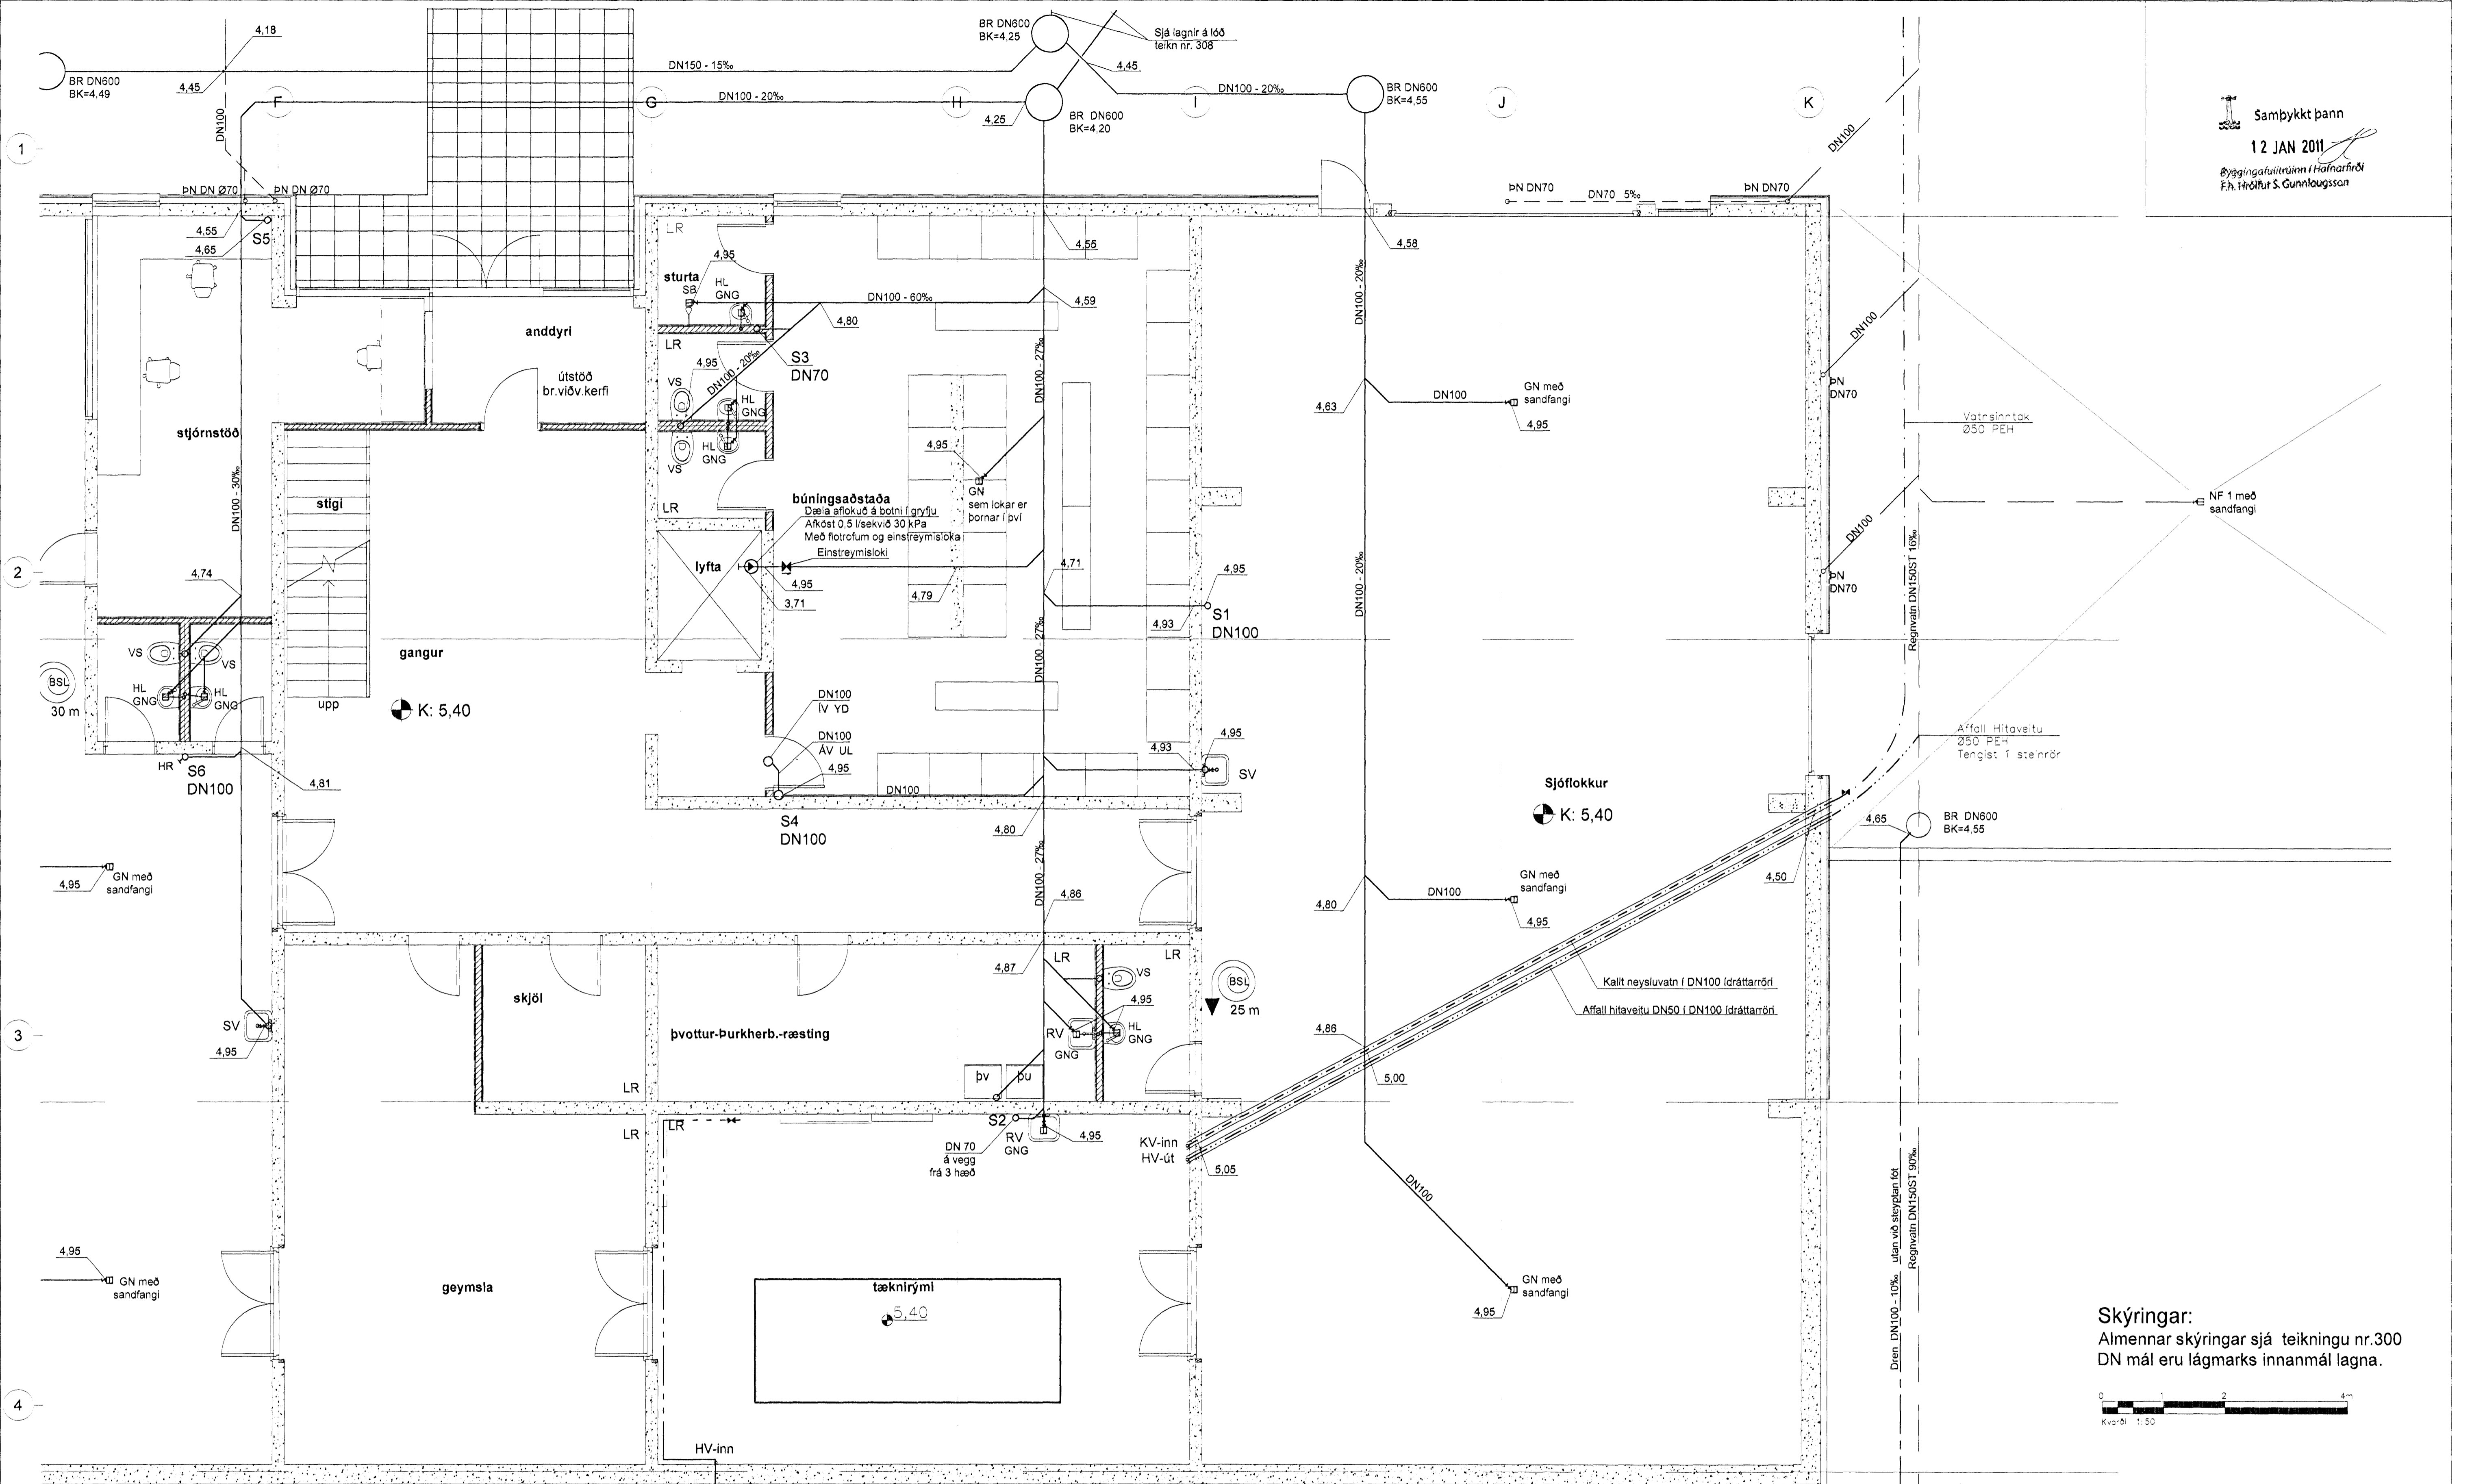 4,18
BR DN600
BK=4,25
Sjá lagnir á lóð
teikn nr. 308
BR DN600
BK=4,49
4,45
DN150 - 15‰
4,45
DN100
F
DN100 - 20‰
G
H
4,25
BR DN600
BK=4,20
I
DN100 - 20‰
BR DN600
BK=4,55
J
K
DN100
Samþykkt þann
12 JAN 2011
Byggingafulltrúinn í Hafnarfirði
F.h. Hrólfur S. Gunnlaugsson
1
ÞN DN Ø70
ÞN DN Ø70
ÞN DN70
DN70 5‰
ÞN DN70
4,55
4,65
S5
LR
4,95
sturta
SB
HL
GNG
DN100 - 60‰
4,80
4,55
4,59
4,58
DN100 - 20‰
anddyri
útstöð
br.viðv.kerfi
LR
4,95
DN100 - 20‰
S3
DN70
VS
HL
GNG
DN100 - 27‰
DN100
ÞN
DN70
4,63
DN100
GN með
sandfangi
4,95
Vatnsinntak
Ø50 PEH
stjórnstöð
DN100 - 30‰
stigi
VS
HL
GNG
LR
4,95
GN
sem lokar er
þornar í því
búningsaðstaða
Dæla aflokuð á botni í gryfju
Afköst 0,5 l/sekvið 30 kPa
Með flotrofum og einstreymisloka
Einstreymisloki
NF 1 með
sandfangi
DN100
Regnvatn DN150ST 16‰
2
4,74
lyfta
4,95
3,71
4,79
4,71
4,95
S1
DN100
4,93
DN100 - 20‰
ÞN
DN70
VS
VS
HL
GNG
HL
GNG
BSL
30 m
gangur
K: 5,40
upp
DN100 - 27‰
DN100
ÍV YD
DN100
ÁV UL
4,95
4,93
4,95
SV
Affall Hitaveitu
Ø50 PEH
Tengist í steinrör
HR
S6
DN100
4,81
DN100
S4
DN100
4,80
Sjóflokkur
K: 5,40
4,65
BR DN600
BK=4,55
4,95
GN með
sandfangi
DN100 - 27‰
4,86
4,80
DN100
GN með
sandfangi
4,95
4,50
4,87
LR
VS
LR
4,95
BSL
25 m
skjöl
Kallt neysluvatn í DN100 ídráttarröri
Affall hitaveitu DN50 í DN100 ídráttarröri
3
SV
4,95
þvottur-Þurkherb.-ræsting
RV
GNG
HL
GNG
4,86
5,00
þv
þu
LR
LR
LR
S2
RV
GNG
4,95
DN 70
á vegg
frá 3 hæð
KV-inn
HV-út
5,05
DN100
Dren DN100 - 10‰ utan við steyptan fót
Regnvatn DN150ST 90‰
4,95
GN með
sandfangi
geymsla
tæknirými
5,40
GN með
sandfangi
4,95
Skýringar:
Almennar skýringar sjá teikningu nr.300
DN mál eru lágmarks innanmál lagna.
4
0 1 2 4m
Kvarði 1:50
HV-inn